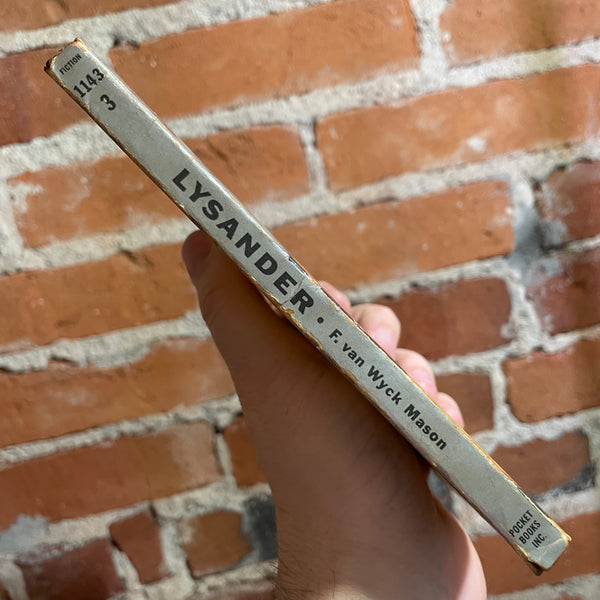 FICTION
1143
3
LYSANDER • F. van Wyck Mason
POCKET
BOOKS
INC.